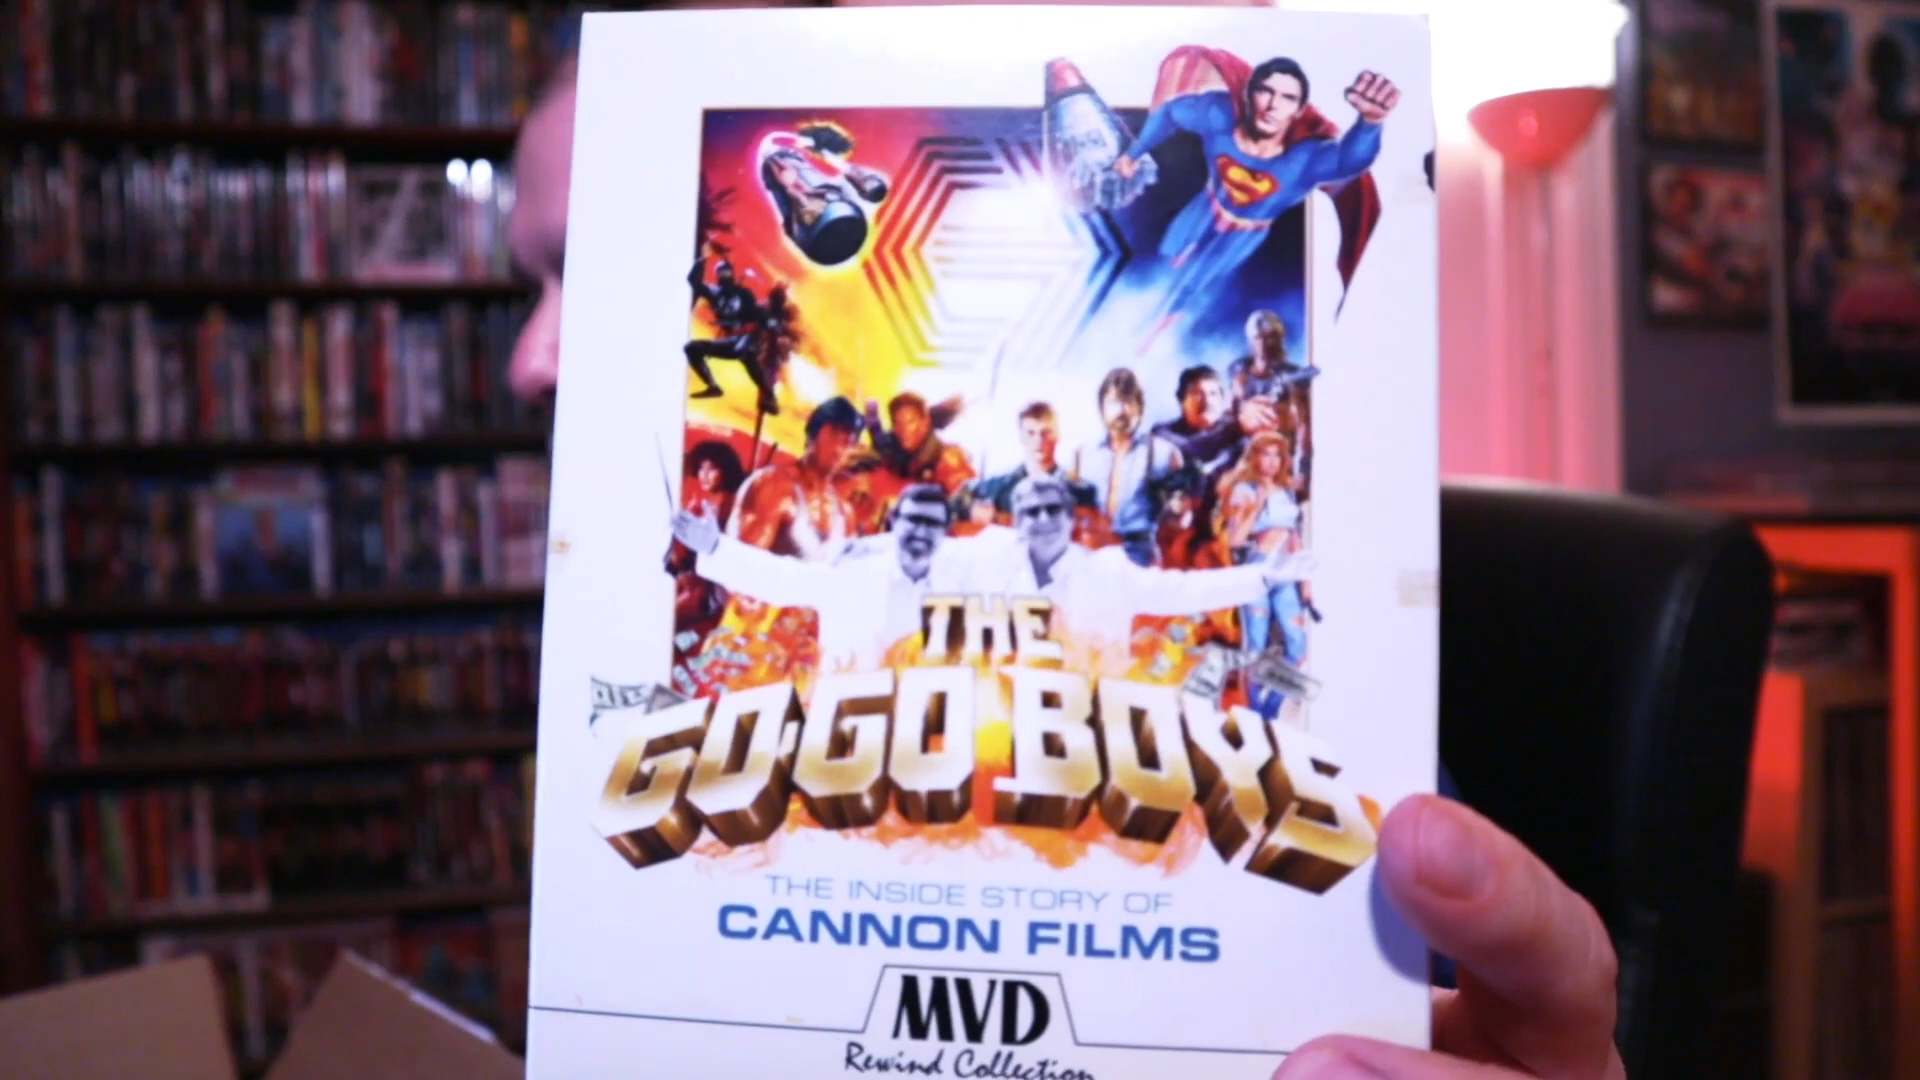 THE
GO-GO BOYS
THE INSIDE STORY OF
CANNON FILMS
MVD
Rewind Collection